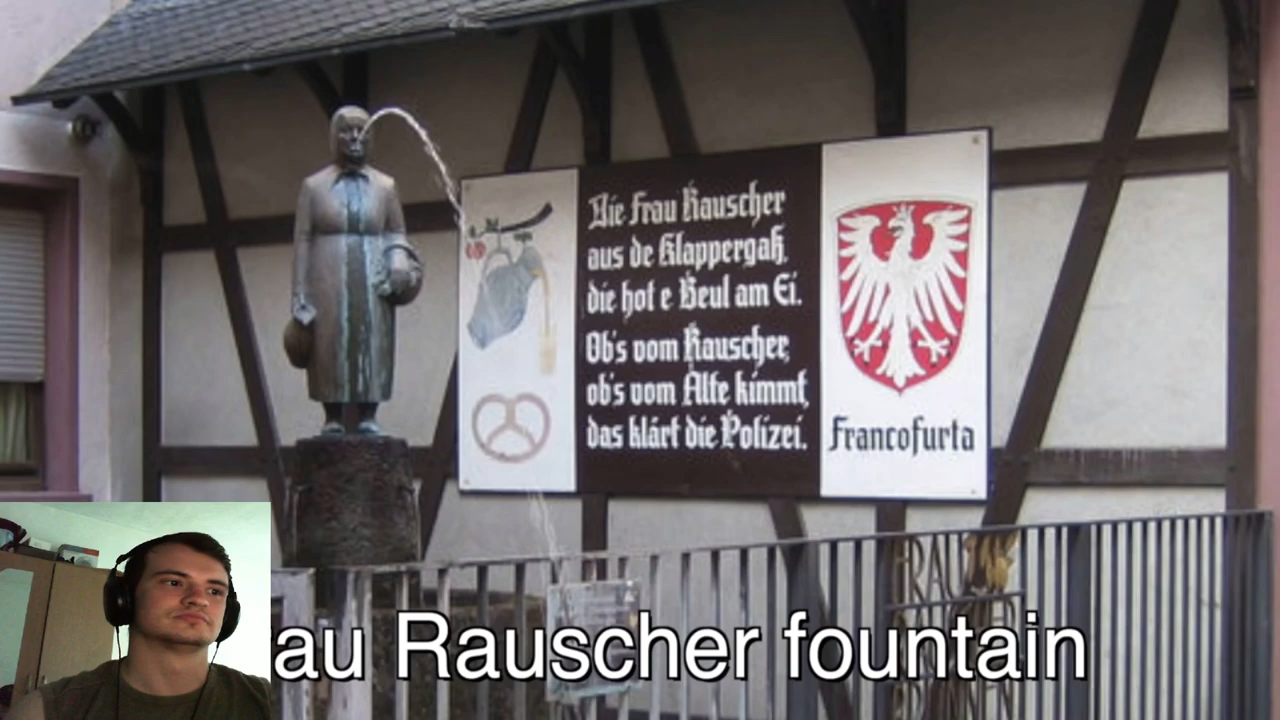 Die Frau Rauscher
aus de Klappergaß,
die hot e Beul am Ei.
Ob's vom Rauscher,
ob's vom Alte kimmt,
das klärt die Polizei.
Francofurta
FRAU
au Rauscher fountain